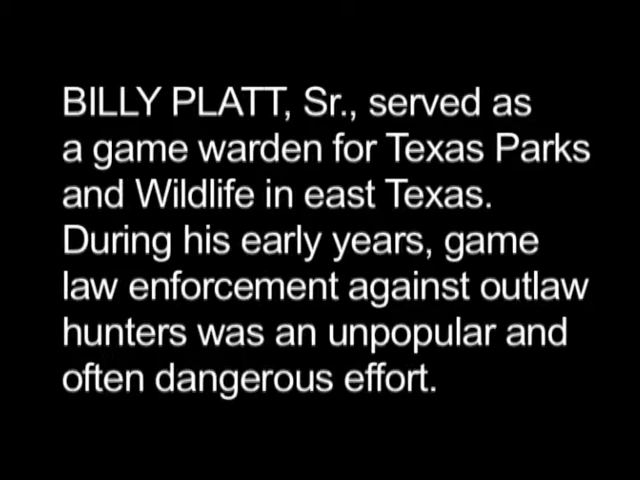 BILLY PLATT, Sr., served as
a game warden for Texas Parks
and Wildlife in east Texas.
During his early years, game
law enforcement against outlaw
hunters was an unpopular and
often dangerous effort.